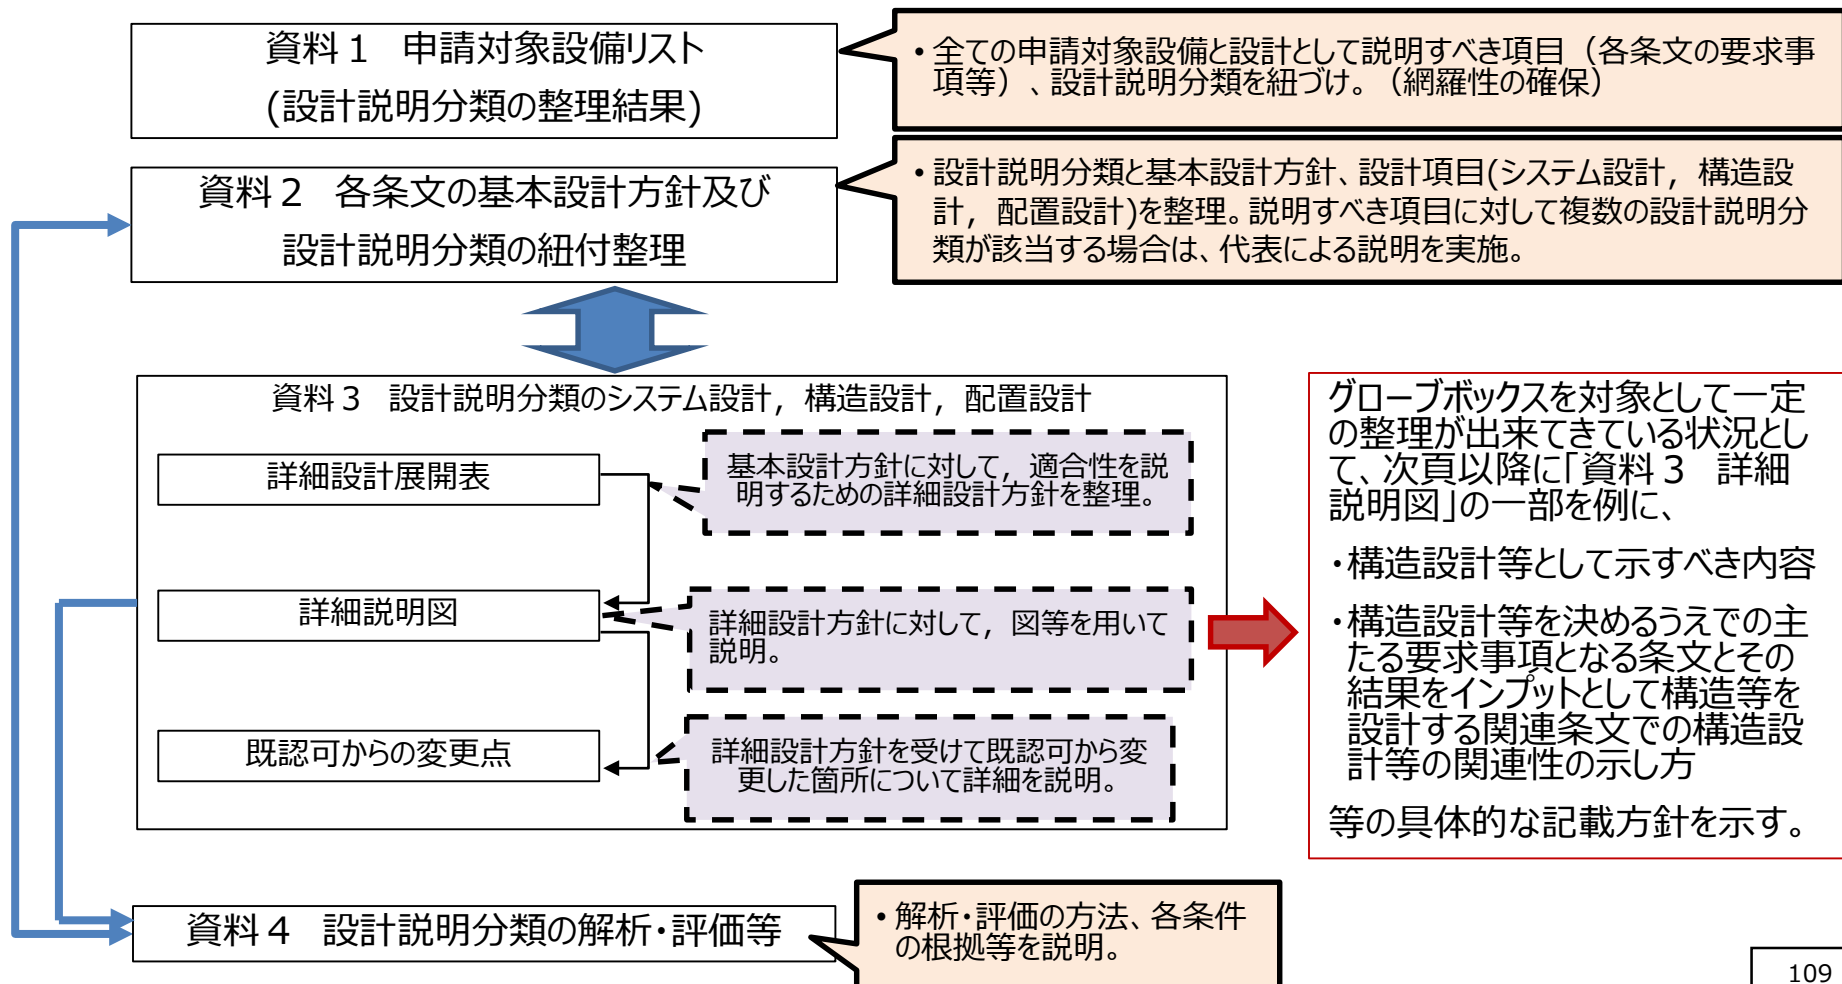 資料１　申請対象設備リスト
(設計説明分類の整理結果)
・全ての申請対象設備と設計として説明すべき項目（各条文の要求事
項等）、設計説明分類を紐づけ。（網羅性の確保）
資料２　各条文の基本設計方針及び
設計説明分類の紐付整理
・設計説明分類と基本設計方針、設計項目(システム設計，構造設
計，配置設計)を整理。説明すべき項目に対して複数の設計説明分
類が該当する場合は、代表による説明を実施。
資料３　設計説明分類のシステム設計，構造設計，配置設計
詳細設計展開表
基本設計方針に対して，適合性を説
明するための詳細設計方針を整理。
詳細説明図
詳細設計方針に対して，図等を用いて
説明。
既認可からの変更点
詳細設計方針を受けて既認可から変
更した箇所について詳細を説明。
グローブボックスを対象として一定
の整理が出来てきている状況とし
て、次頁以降に「資料３　詳細
説明図」の一部を例に、
・構造設計等として示すべき内容
・構造設計等を決めるうえでの主
たる要求事項となる条文とその
結果をインプットとして構造等を
設計する関連条文での構造設
計等の関連性の示し方
等の具体的な記載方針を示す。
資料４　設計説明分類の解析・評価等
・解析・評価の方法、各条件
の根拠等を説明。
109